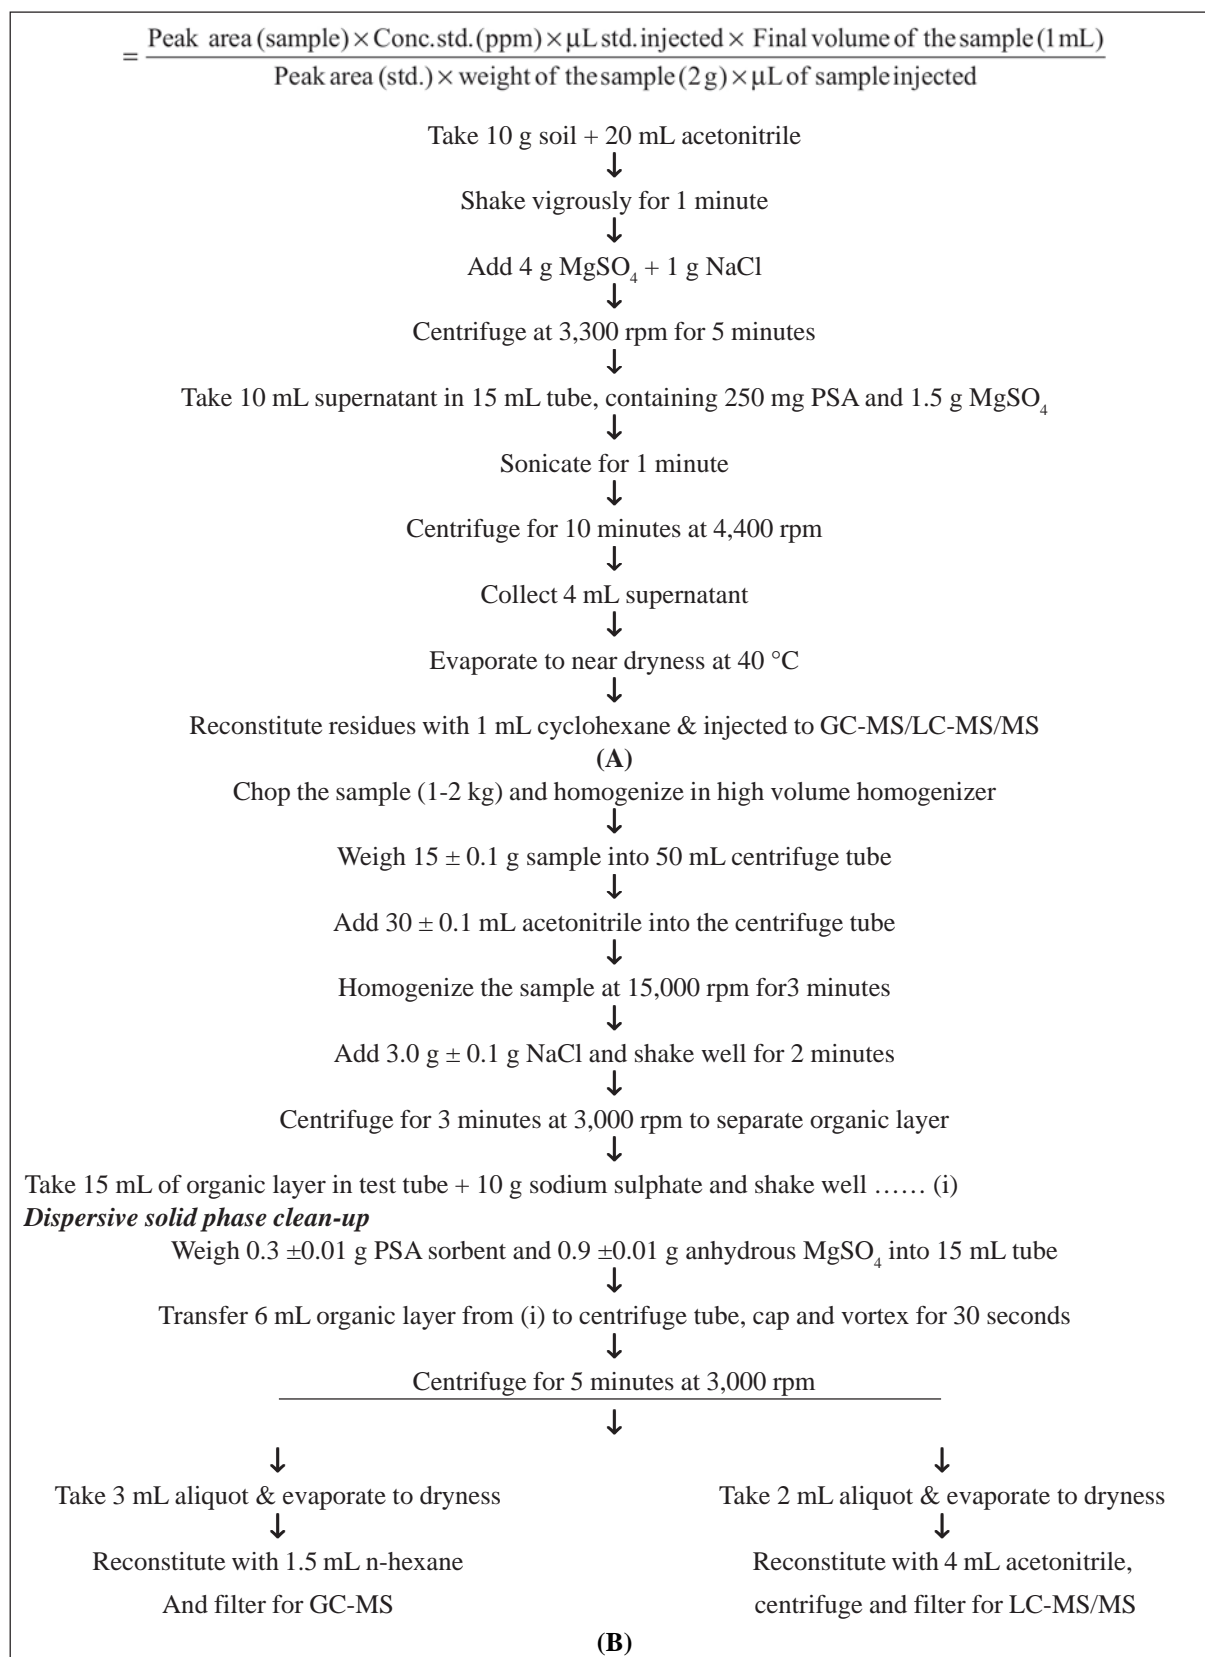 = Peak area (sample) × Conc.std.(ppm) × μL std. injected × Final volume of the sample (1 mL)
Peak area (std.) × weight of the sample (2 g) × μL of sample injected
Take 10 g soil + 20 mL acetonitrile
↓
Shake vigrously for 1 minute
↓
Add 4 g MgSO₄ + 1 g NaCl
↓
Centrifuge at 3,300 rpm for 5 minutes
↓
Take 10 mL supernatant in 15 mL tube, containing 250 mg PSA and 1.5 g MgSO₄
↓
Sonicate for 1 minute
↓
Centrifuge for 10 minutes at 4,400 rpm
↓
Collect 4 mL supernatant
↓
Evaporate to near dryness at 40 °C
↓
Reconstitute residues with 1 mL cyclohexane & injected to GC-MS/LC-MS/MS
(A)
Chop the sample (1-2 kg) and homogenize in high volume homogenizer
↓
Weigh 15 ± 0.1 g sample into 50 mL centrifuge tube
↓
Add 30 ± 0.1 mL acetonitrile into the centrifuge tube
↓
Homogenize the sample at 15,000 rpm for3 minutes
↓
Add 3.0 g ± 0.1 g NaCl and shake well for 2 minutes
↓
Centrifuge for 3 minutes at 3,000 rpm to separate organic layer
↓
Take 15 mL of organic layer in test tube + 10 g sodium sulphate and shake well …… (i)
Dispersive solid phase clean-up
Weigh 0.3 ±0.01 g PSA sorbent and 0.9 ±0.01 g anhydrous MgSO₄ into 15 mL tube
↓
Transfer 6 mL organic layer from (i) to centrifuge tube, cap and vortex for 30 seconds
↓
Centrifuge for 5 minutes at 3,000 rpm
↓
↓ ↓
Take 3 mL aliquot & evaporate to dryness Take 2 mL aliquot & evaporate to dryness
↓ ↓
Reconstitute with 1.5 mL n-hexane Reconstitute with 4 mL acetonitrile,
And filter for GC-MS centrifuge and filter for LC-MS/MS
(B)